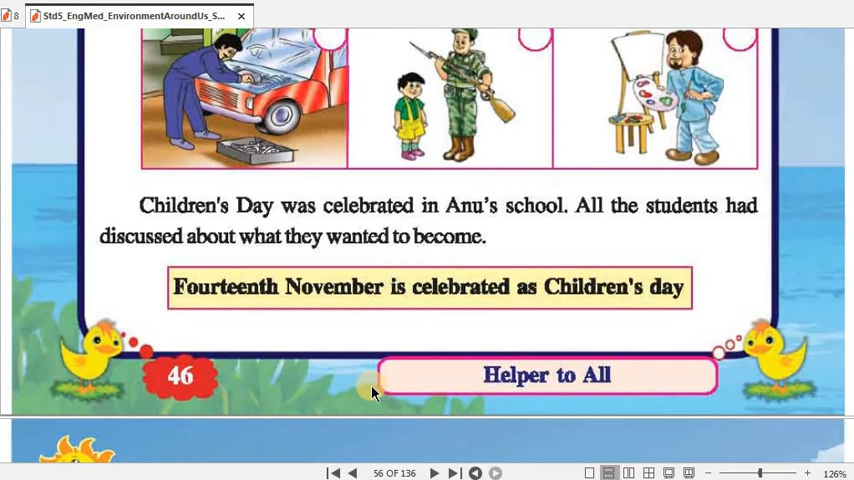 8
Std5_EngMed_EnvironmentAroundUs_S...
Children's Day was celebrated in Anu's school. All the students had
discussed about what they wanted to become.
Fourteenth November is celebrated as Children's day
46
Helper to All
56 OF 136
126%